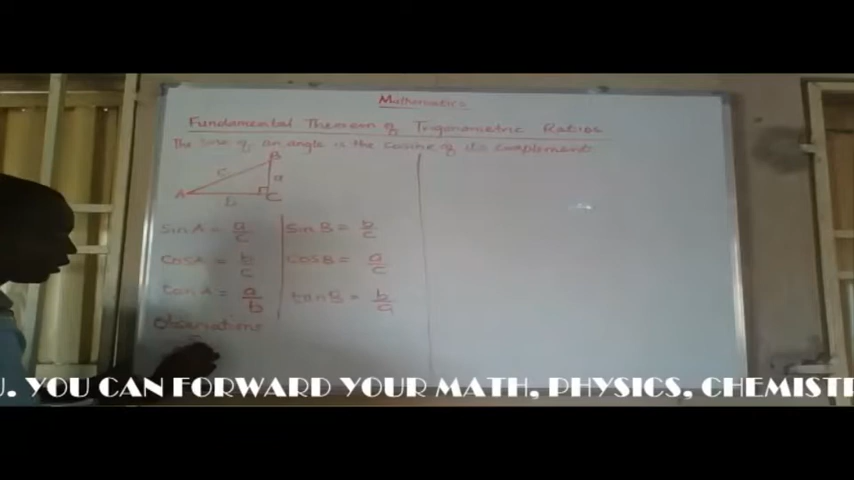 Mathematics
Fundamental Theorem of Trigonometric Ratios
The sine of an angle is the cosine of its complement
B
c
a
A
b
C
sin A = a/c
sin B = b/c
cos A = b/c
cos B = a/c
tan A = a/b
tan B = b/a
Observations
U. YOU CAN FORWARD YOUR MATH, PHYSICS, CHEMISTR